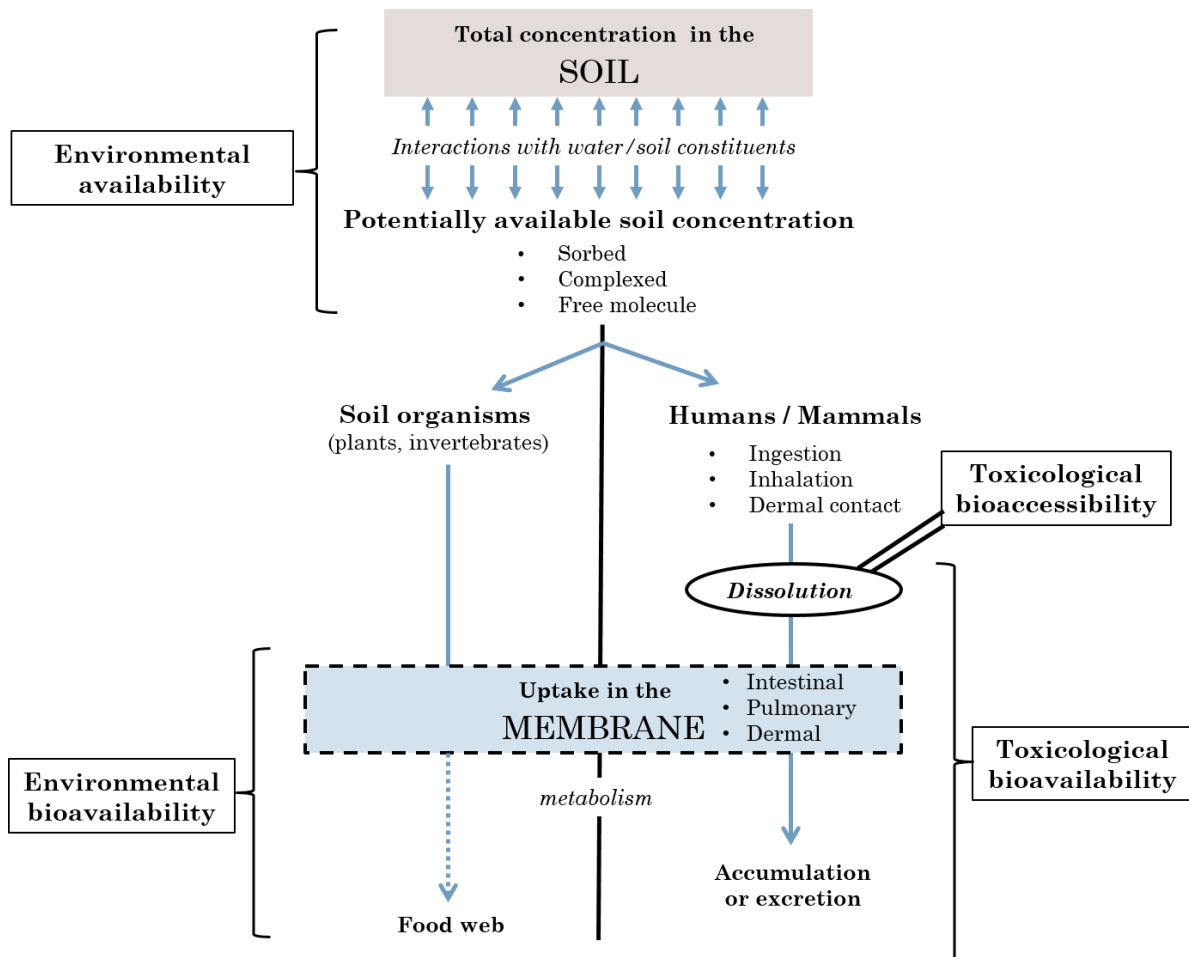 Total concentration in the
SOIL
Interactions with water/soil constituents
Environmental
availability
Potentially available soil concentration
• Sorbed
• Complexed
• Free molecule
Soil organisms
(plants, invertebrates)
Humans / Mammals
• Ingestion
• Inhalation
• Dermal contact
Toxicological
bioaccessibility
Dissolution
Uptake in the
MEMBRANE
• Intestinal
• Pulmonary
• Dermal
Environmental
bioavailability
Toxicological
bioavailability
metabolism
Food web
Accumulation
or excretion